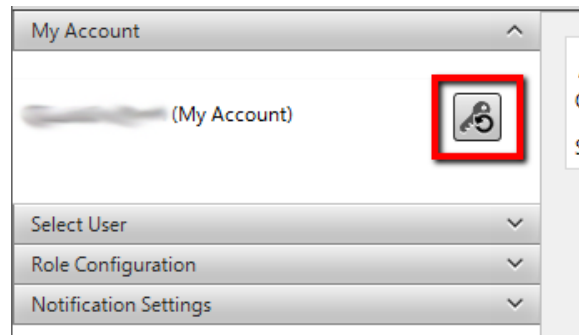 My Account
(My Account)
Select User
Role Configuration
Notification Settings